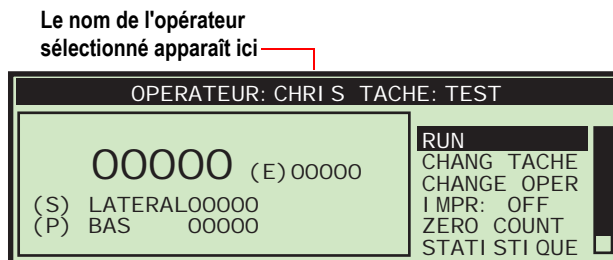 Le nom de l'opérateur
sélectionné apparaît ici
OPERATEUR: CHRIS TACHE: TEST
00000 (E)00000
(S) LATERAL00000
(P) BAS 00000
RUN
CHANG TACHE
CHANGE OPER
IMPR: OFF
ZERO COUNT
STATISTIQUE